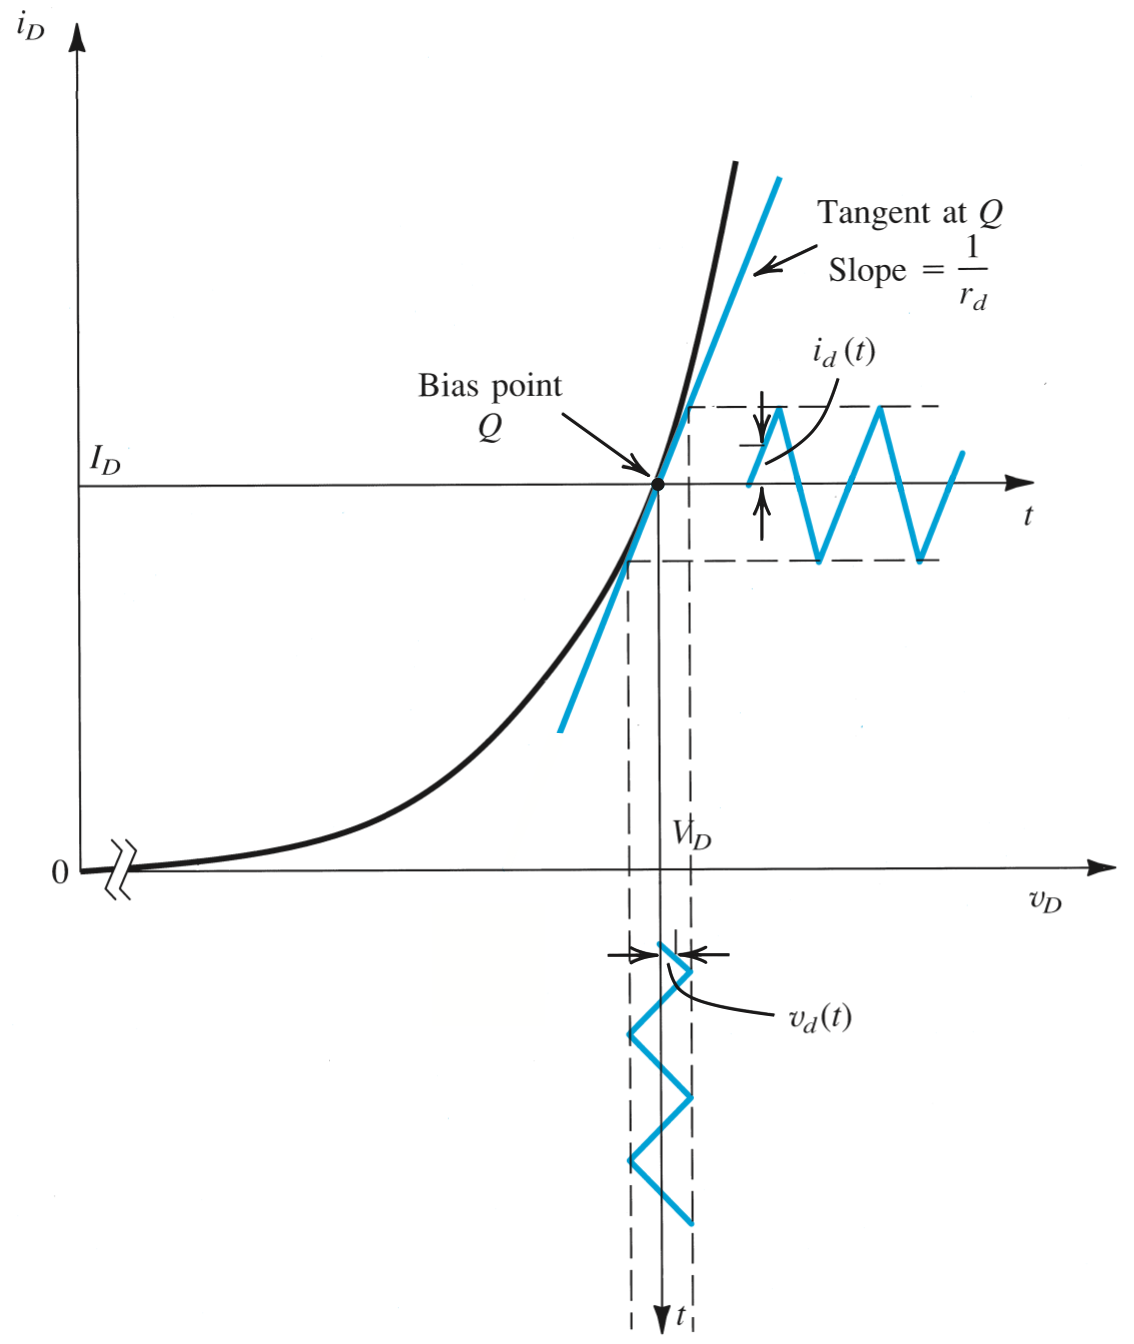 i_D
Tangent at Q
Slope = 1/r_d
i_d (t)
Bias point
Q
I_D
t
V_D
0
v_D
v_d(t)
t